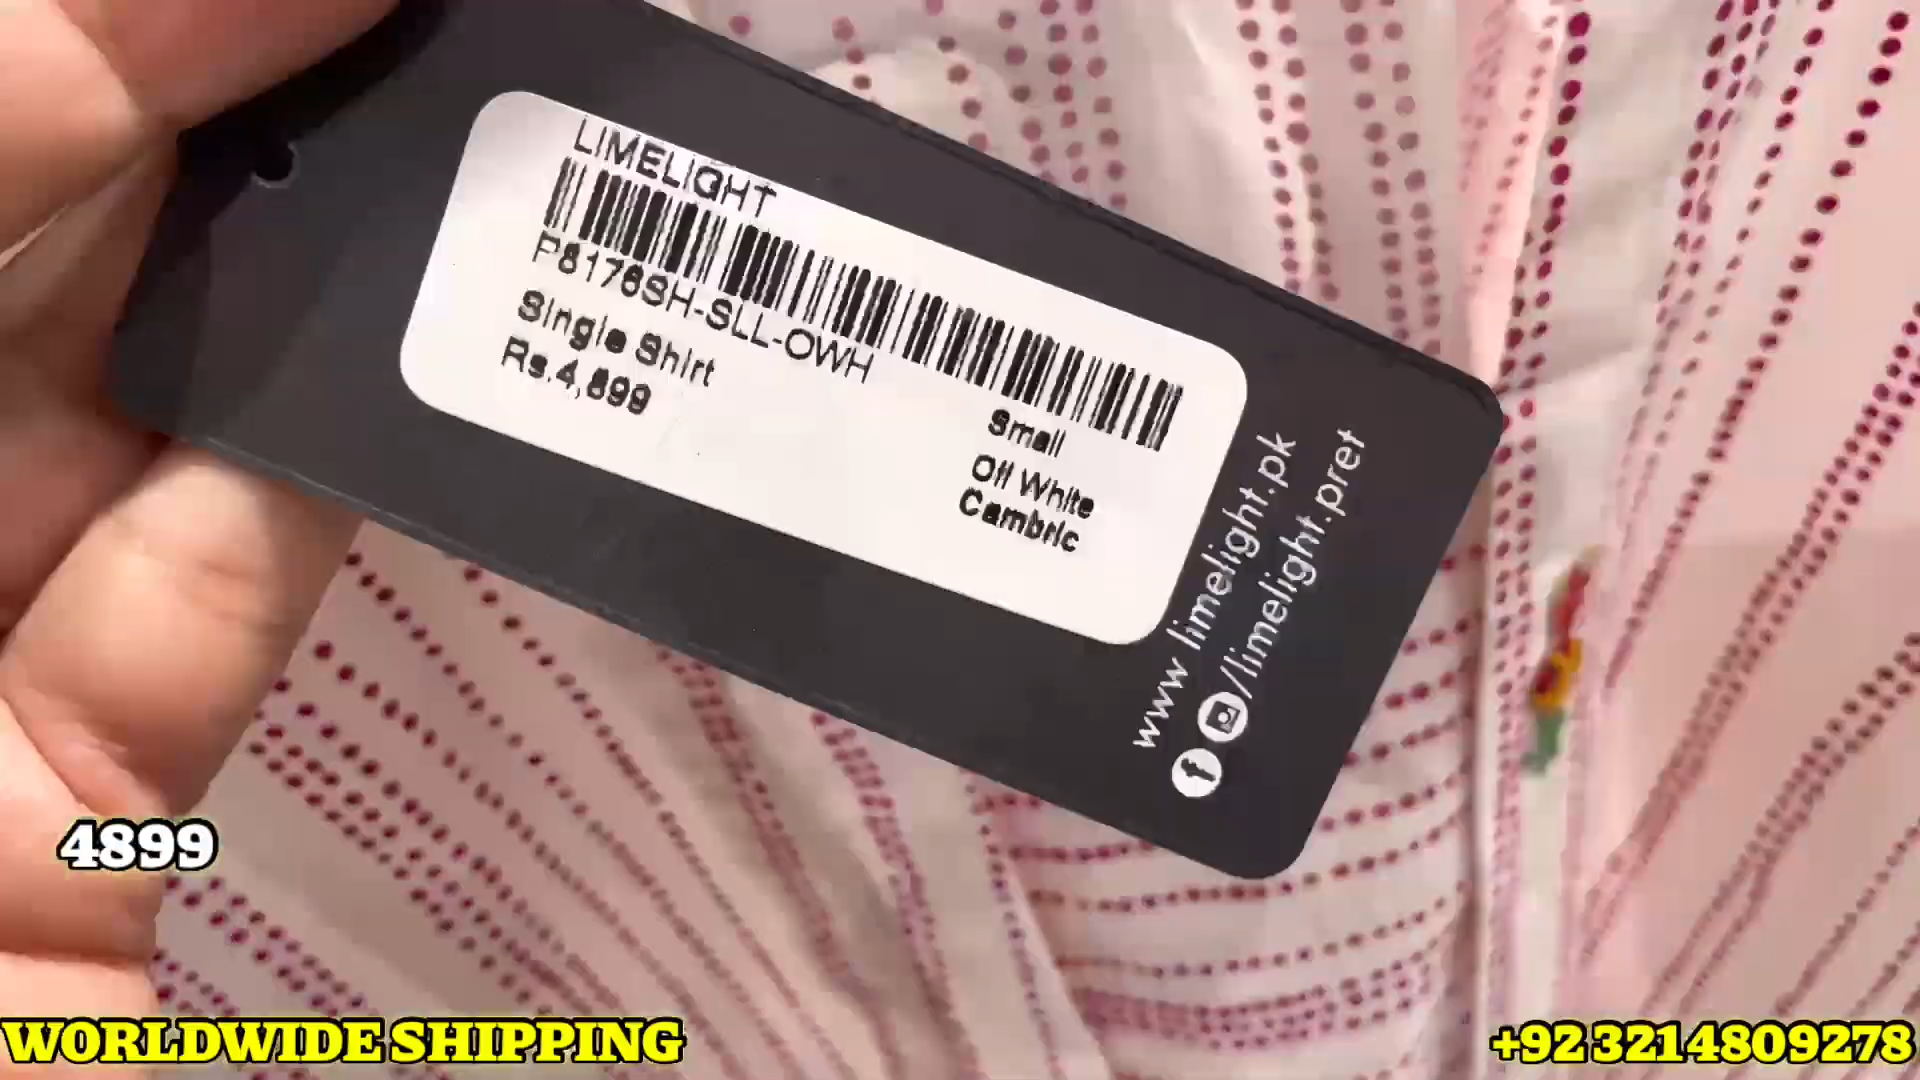 LIMELIGHT
P8176SH-SLL-OWH
Single Shirt
Rs.4,899
Small
Off White
Cambric
www.limelight.pk
/limelight.pret
4899
WORLDWIDE SHIPPING
+92 3214809278